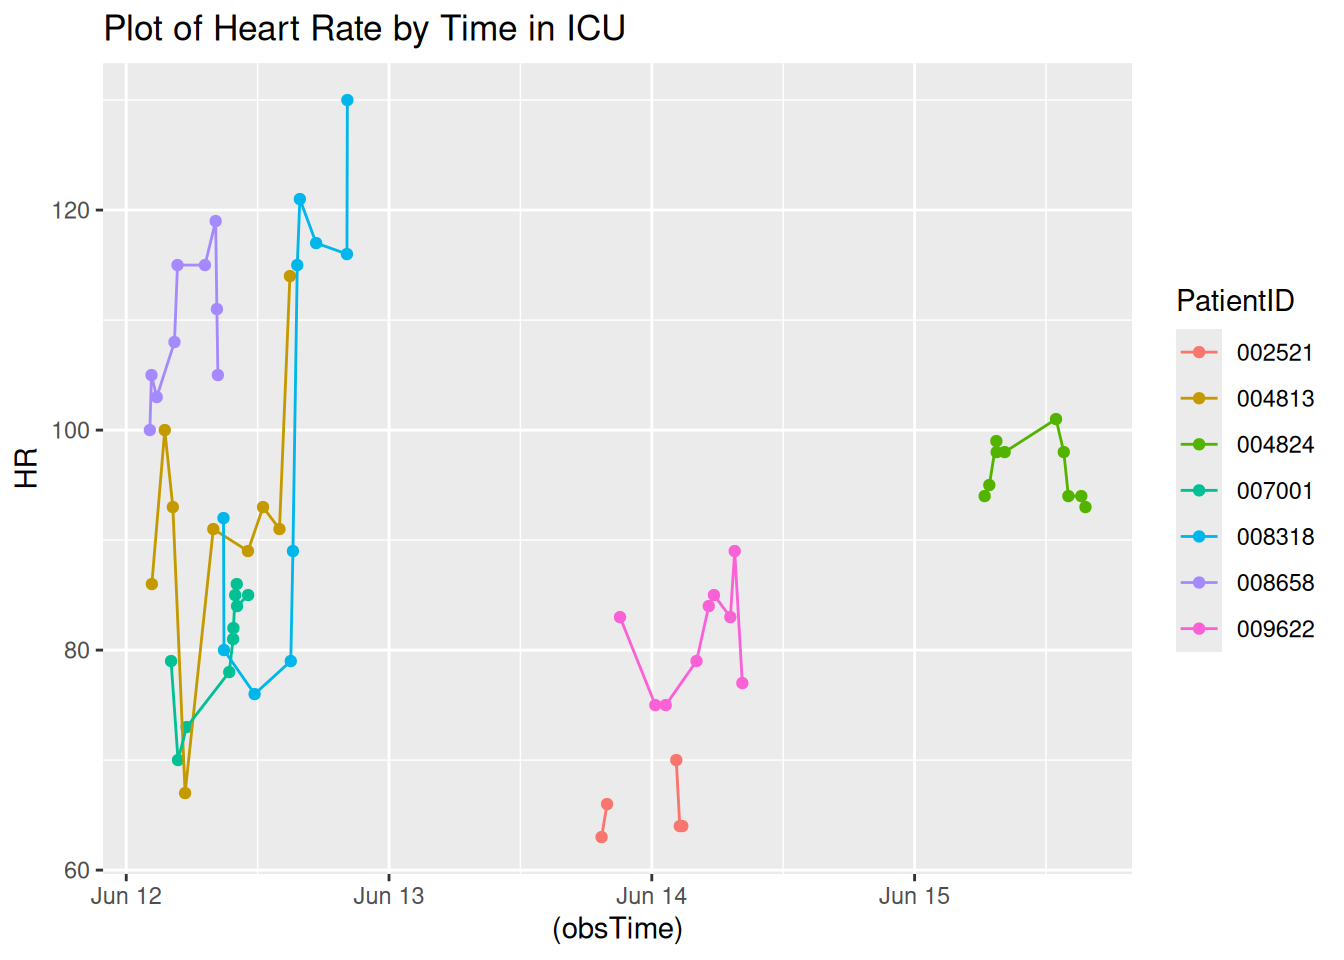 Plot of Heart Rate by Time in ICU
120
100
80
60
HR
Jun 12
Jun 13
Jun 14
Jun 15
(obsTime)
PatientID
002521
004813
004824
007001
008318
008658
009622